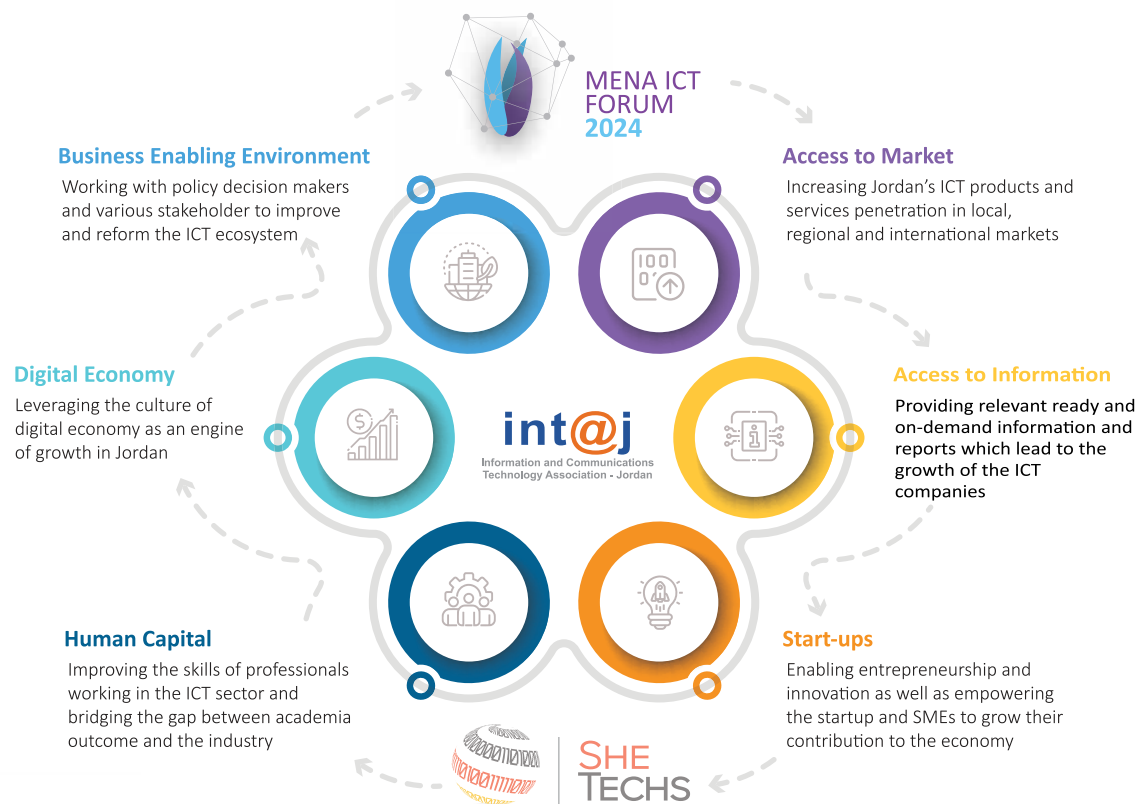 MENA ICT
FORUM
2024
Business Enabling Environment
Working with policy decision makers
and various stakeholder to improve
and reform the ICT ecosystem
Access to Market
Increasing Jordan’s ICT products and
services penetration in local,
regional and international markets
100
0
Digital Economy
Leveraging the culture of
digital economy as an engine
of growth in Jordan
$
int@j
Information and Communications
Technology Association - Jordan
i
Access to Information
Providing relevant ready and
on-demand information and
reports which lead to the
growth of the ICT
companies
Human Capital
Improving the skills of professionals
working in the ICT sector and
bridging the gap between academia
outcome and the industry
Start-ups
Enabling entrepreneurship and
innovation as well as empowering
the startup and SMEs to grow their
contribution to the economy
SHE
TECHS